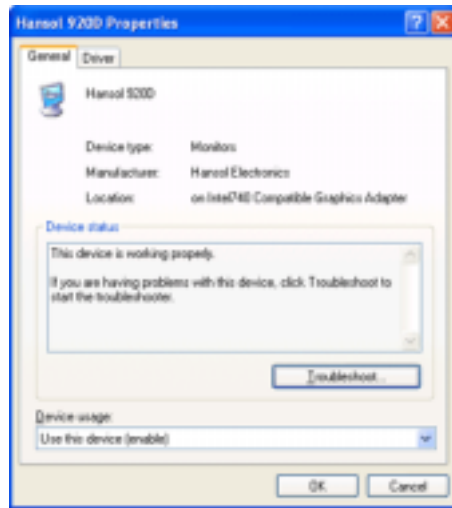 Hansol 920D Properties
General Driver
Hansol 920D
Device type: Monitors
Manufacturer: Hansol Electronics
Location: on Intel740 Compatible Graphics Adapter
Device status
This device is working properly.
If you are having problems with this device, click Troubleshoot to
start the troubleshooter.
Troubleshoot...
Device usage:
Use this device (enable)
OK Cancel